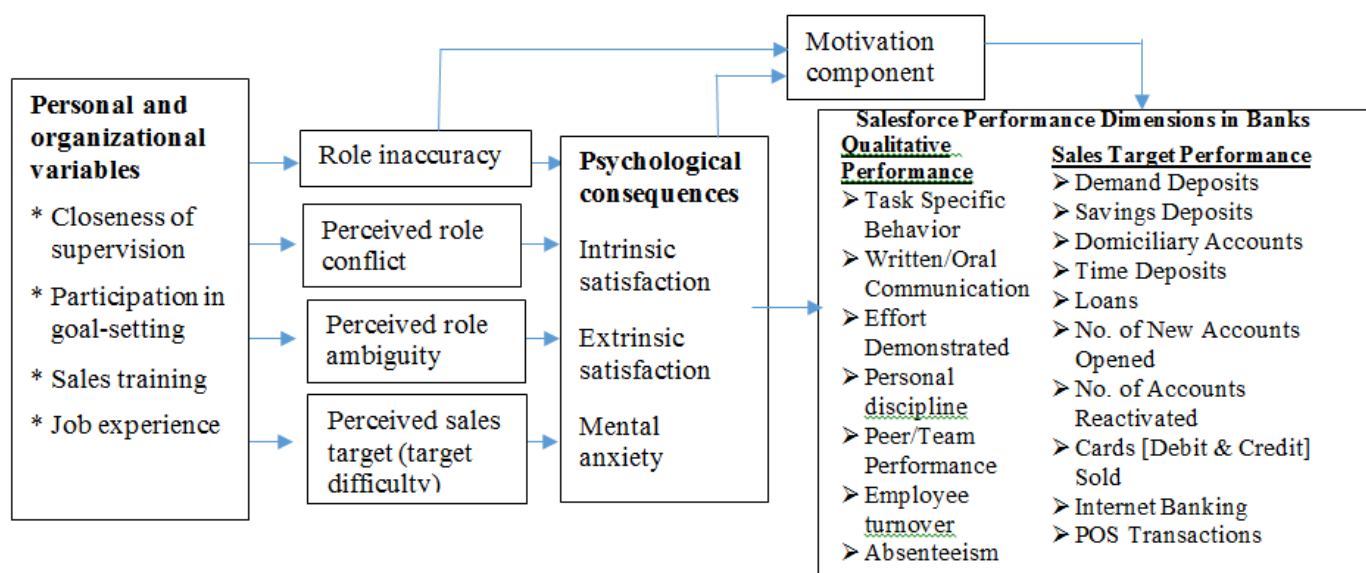 Personal and
organizational
variables
* Closeness of
supervision
* Participation in
goal-setting
* Sales training
* Job experience
Role inaccuracy
Perceived role
conflict
Perceived role
ambiguity
Perceived sales
target (target
difficulty)
Psychological
consequences
Intrinsic
satisfaction
Extrinsic
satisfaction
Mental
anxiety
Motivation
component
Salesforce Performance Dimensions in Banks
Qualitative
Performance
➢ Task Specific
Behavior
➢ Written/Oral
Communication
➢ Effort
Demonstrated
➢ Personal
discipline
➢ Peer/Team
Performance
➢ Employee
turnover
➢ Absenteeism
Sales Target Performance
➢ Demand Deposits
➢ Savings Deposits
➢ Domiciliary Accounts
➢ Time Deposits
➢ Loans
➢ No. of New Accounts
Opened
➢ No. of Accounts
Reactivated
➢ Cards [Debit & Credit]
Sold
➢ Internet Banking
➢ POS Transactions